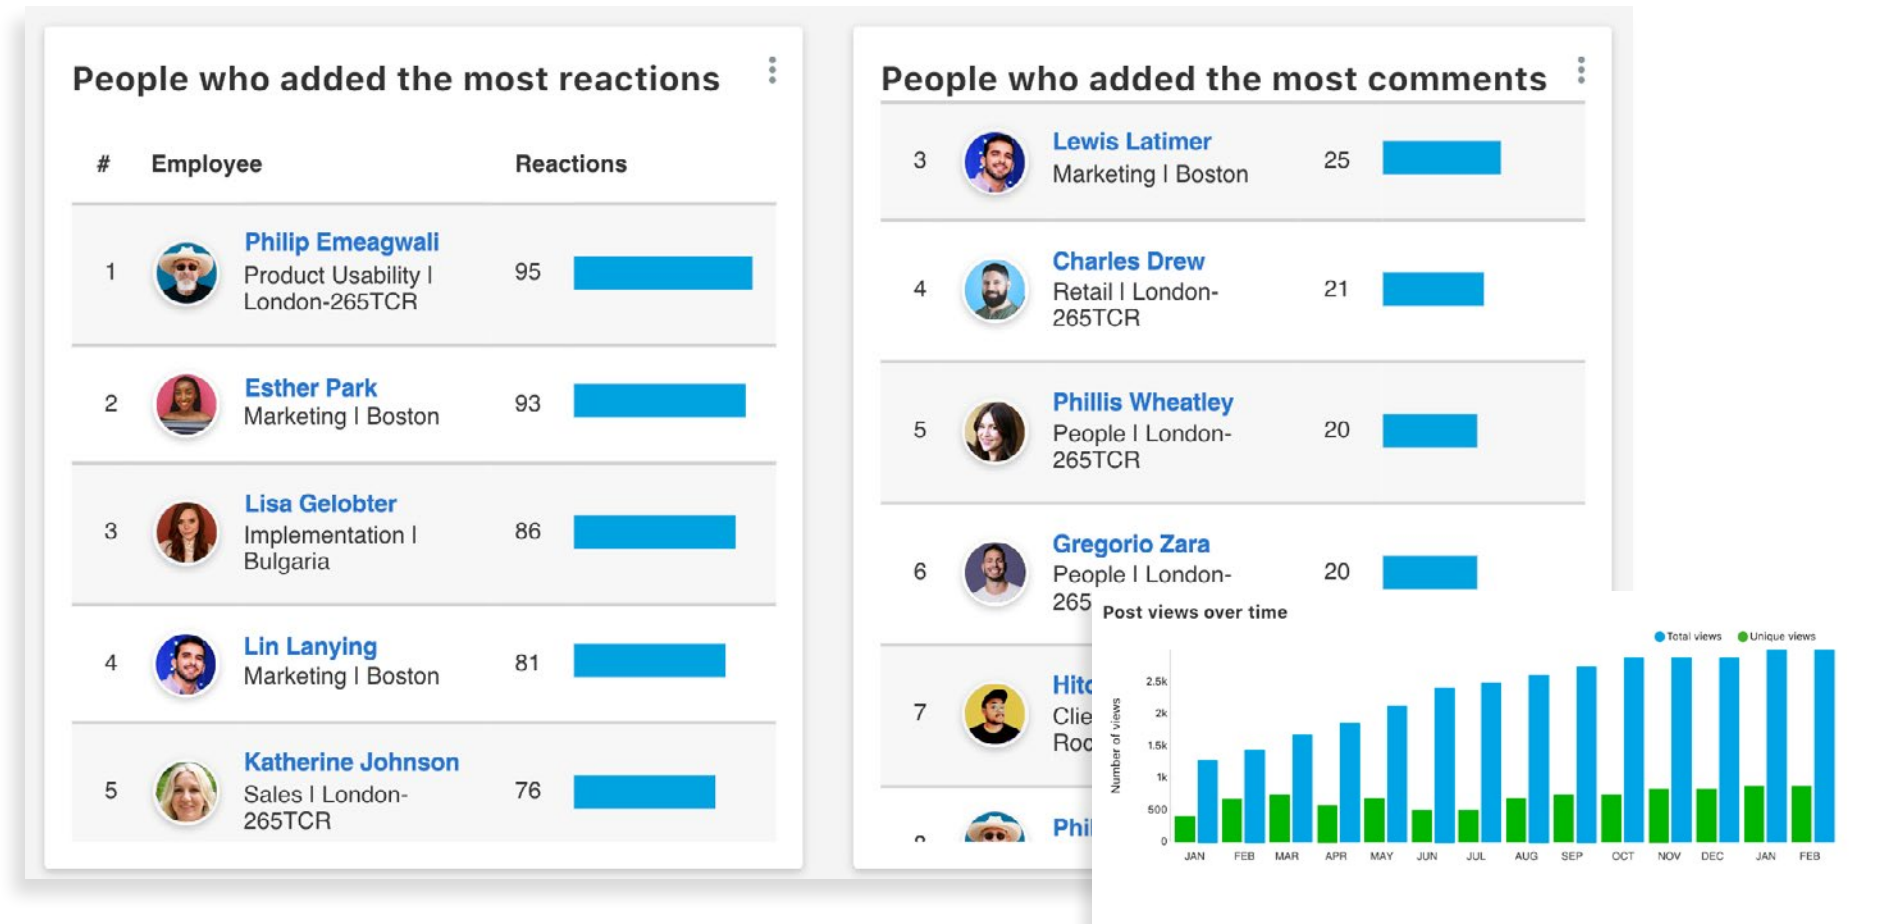 People who added the most reactions
# Employee Reactions
1 Philip Emeagwali 95
Product Usability |
London-265TCR
2 Esther Park 93
Marketing | Boston
3 Lisa Gelobter 86
Implementation |
Bulgaria
4 Lin Lanying 81
Marketing | Boston
5 Katherine Johnson 76
Sales | London-
265TCR
People who added the most comments
3 Lewis Latimer 25
Marketing | Boston
4 Charles Drew 21
Retail | London-
265TCR
5 Phillis Wheatley 20
People | London-
265TCR
6 Gregorio Zara 20
People | London-
265
7 Hito
Clie
Roc
Phil
Post views over time
Total views Unique views
Number of views
2.5k
2k
1.5k
1k
500
0
JAN FEB MAR APR MAY JUN JUL AUG SEP OCT NOV DEC JAN FEB